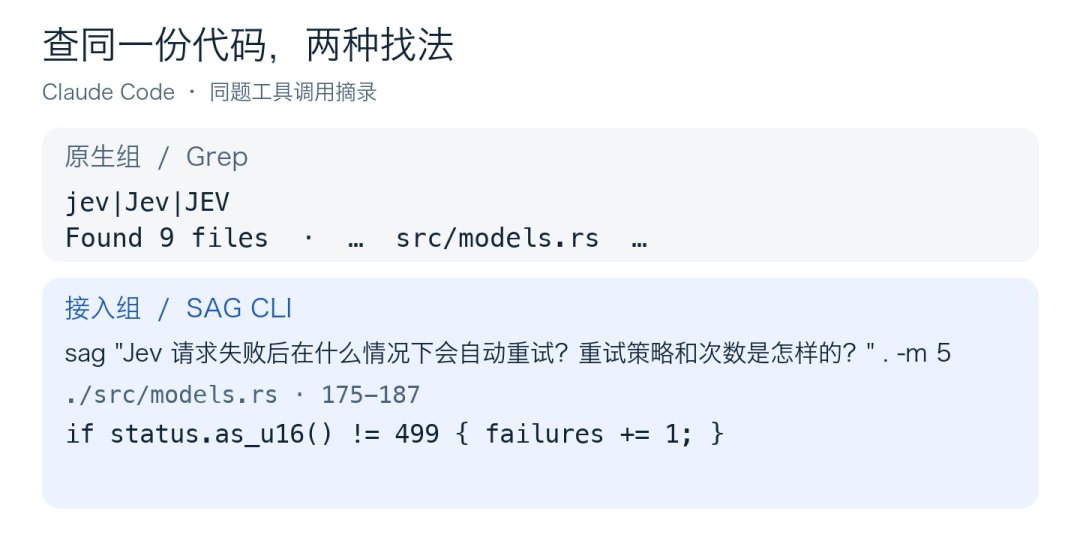 查同一份代码，两种找法
Claude Code · 同题工具调用摘录
原生组 / Grep
jev|Jev|JEV
Found 9 files · … src/models.rs …
接入组 / SAG CLI
sag "Jev 请求失败后在什么情况下会自动重试？重试策略和次数是怎样的？" . -m 5
./src/models.rs · 175–187
if status.as_u16() != 499 { failures += 1; }